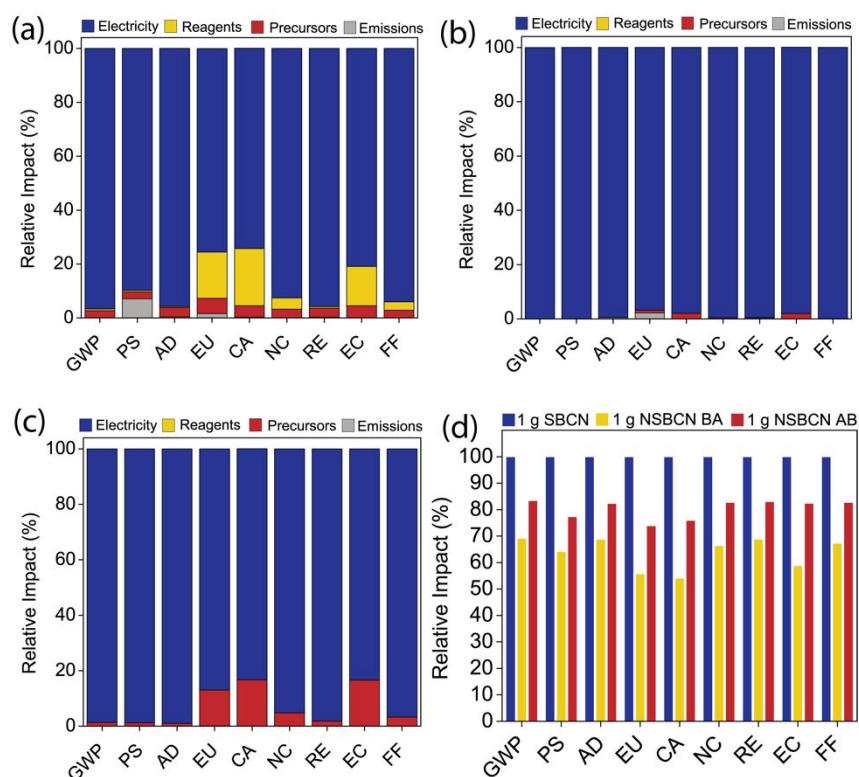 (a)
Electricity Reagents Precursors Emissions
100
80
60
40
20
0
Relative Impact (%)
GWP PS AD EU CA NC RE EC FF
(b)
Electricity Reagents Precursors Emissions
100
80
60
40
20
0
Relative Impact (%)
GWP PS AD EU CA NC RE EC FF
(c)
Electricity Reagents Precursors Emissions
100
80
60
40
20
0
Relative Impact (%)
GWP PS AD EU CA NC RE EC FF
(d)
1 g SBCN 1 g NSBCN BA 1 g NSBCN AB
100
90
80
70
60
50
40
30
20
10
0
Relative Impact (%)
GWP PS AD EU CA NC RE EC FF